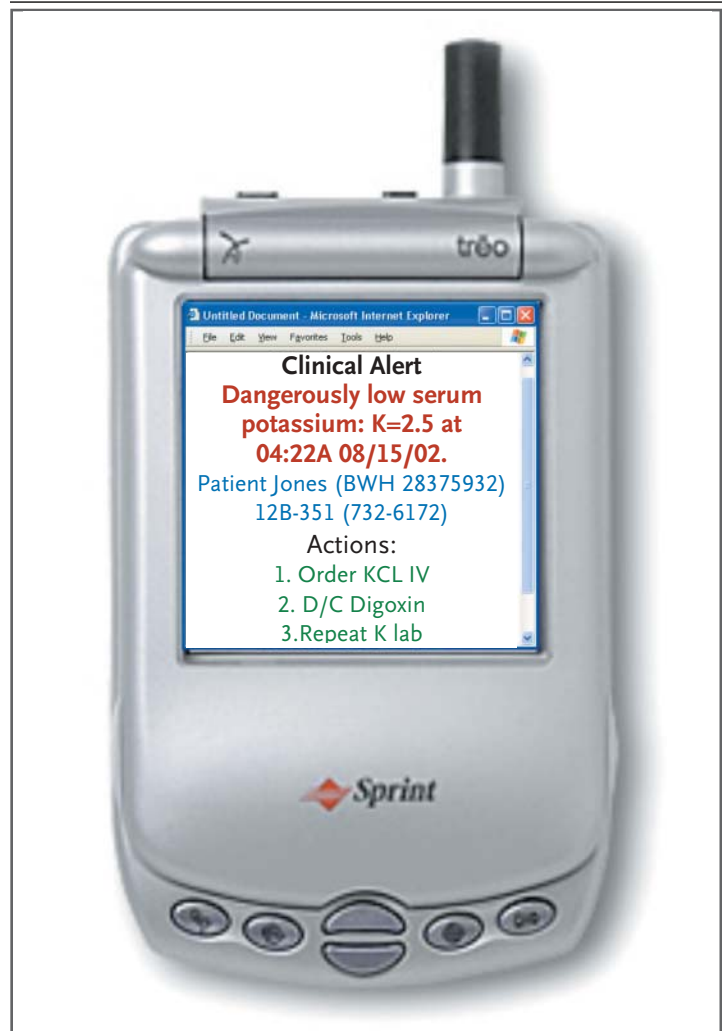 trēo
Untitled Document - Microsoft Internet Explorer
File Edit View Favorites Tools Help
Clinical Alert
Dangerously low serum
potassium: K=2.5 at
04:22A 08/15/02.
Patient Jones (BWH 28375932)
12B-351 (732-6172)
Actions:
1. Order KCL IV
2. D/C Digoxin
3.Repeat K lab
Sprint